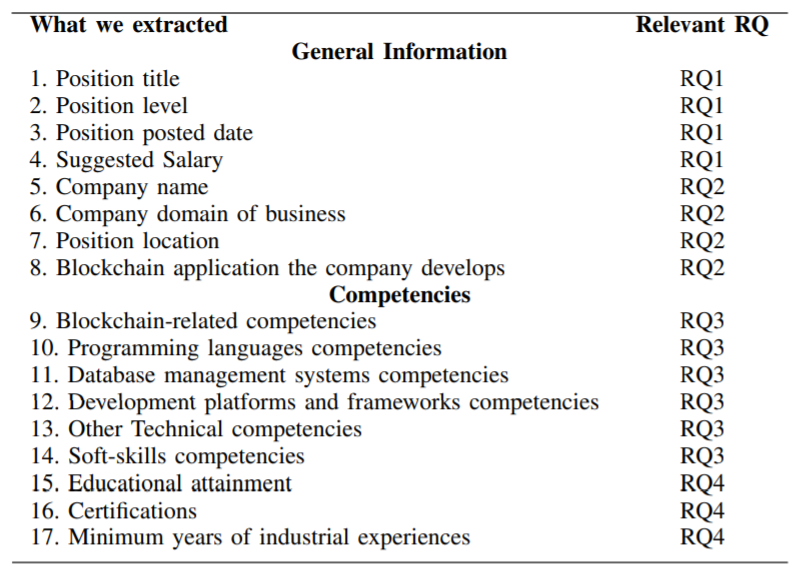 What we extracted Relevant RQ
General Information
1. Position title RQ1
2. Position level RQ1
3. Position posted date RQ1
4. Suggested Salary RQ1
5. Company name RQ2
6. Company domain of business RQ2
7. Position location RQ2
8. Blockchain application the company develops RQ2
Competencies
9. Blockchain-related competencies RQ3
10. Programming languages competencies RQ3
11. Database management systems competencies RQ3
12. Development platforms and frameworks competencies RQ3
13. Other Technical competencies RQ3
14. Soft-skills competencies RQ3
15. Educational attainment RQ4
16. Certifications RQ4
17. Minimum years of industrial experiences RQ4